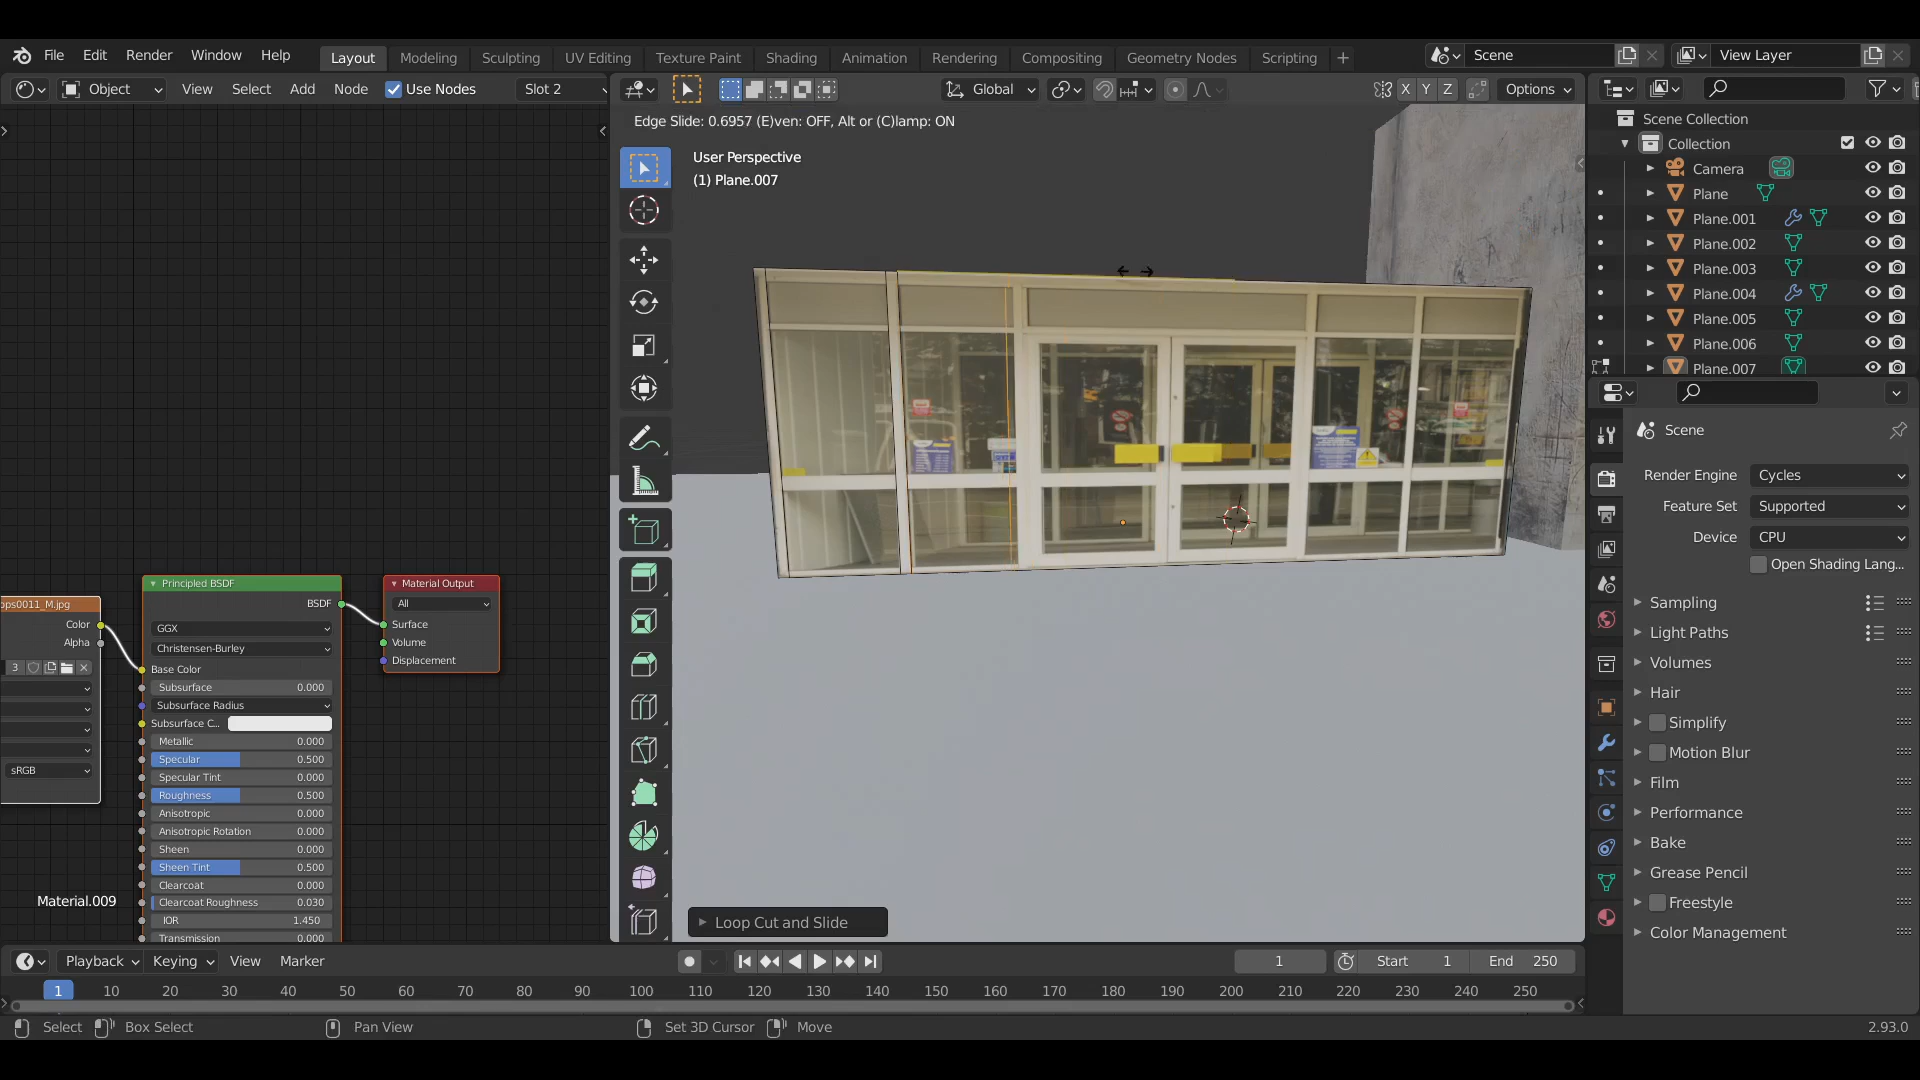 File Edit Render Window Help Layout Modeling Sculpting UV Editing Texture Paint Shading Animation Rendering Compositing Geometry Nodes Scripting + Scene View Layer
Object View Select Add Node Use Nodes Slot 2 Global X Y Z Options
Edge Slide: 0.6957 (E)ven: OFF, Alt or (C)lamp: ON
User Perspective
(1) Plane.007
Scene Collection
Collection
Camera
Plane
Plane.001
Plane.002
Plane.003
Plane.004
Plane.005
Plane.006
Plane.007
Scene
Render Engine Cycles
Feature Set Supported
Device CPU
Open Shading Lang...
Sampling
Light Paths
Volumes
Hair
Simplify
Motion Blur
Film
Performance
Bake
Grease Pencil
Freestyle
Color Management
ops0011_M.jpg
Color
Alpha
3
sRGB
Principled BSDF
BSDF
GGX
Christensen-Burley
Base Color
Subsurface 0.000
Subsurface Radius
Subsurface C...
Metallic 0.000
Specular 0.500
Specular Tint 0.000
Roughness 0.500
Anisotropic 0.000
Anisotropic Rotation 0.000
Sheen 0.000
Sheen Tint 0.500
Clearcoat 0.000
Clearcoat Roughness 0.030
IOR 1.450
Transmission 0.000
Material Output
All
Surface
Volume
Displacement
Material.009
Loop Cut and Slide
Playback Keying View Marker 1 Start 1 End 250
1 10 20 30 40 50 60 70 80 90 100 110 120 130 140 150 160 170 180 190 200 210 220 230 240 250
Select Box Select Pan View Set 3D Cursor Move 2.93.0